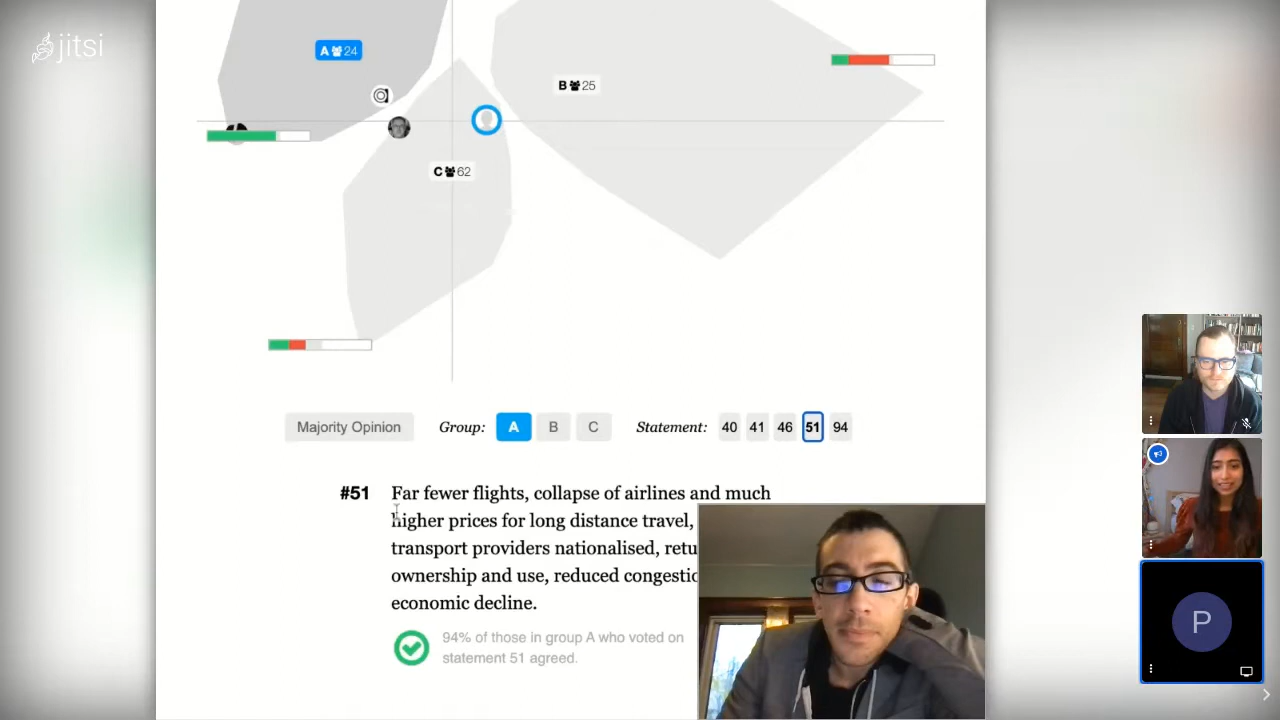 jitsi
A 24
B 25
C 62
Majority Opinion Group: A B C Statement: 40 41 46 51 94
#51 Far fewer flights, collapse of airlines and much
higher prices for long distance travel,
transport providers nationalised, retu
ownership and use, reduced congestio
economic decline.
94% of those in group A who voted on
statement 51 agreed.
P